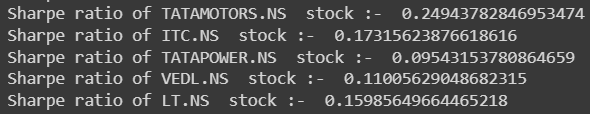 Sharpe ratio of TATAMOTORS.NS  stock :-  0.24943782846953474
Sharpe ratio of ITC.NS  stock :-  0.17315623876618616
Sharpe ratio of TATAPOWER.NS  stock :-  0.09543153780864659
Sharpe ratio of VEDL.NS  stock :-  0.11005629048682315
Sharpe ratio of LT.NS  stock :-  0.15985649664465218